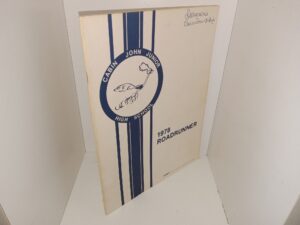 CABIN JOHN JUNIOR
HIGH SCHOOL
1978
ROADRUNNER